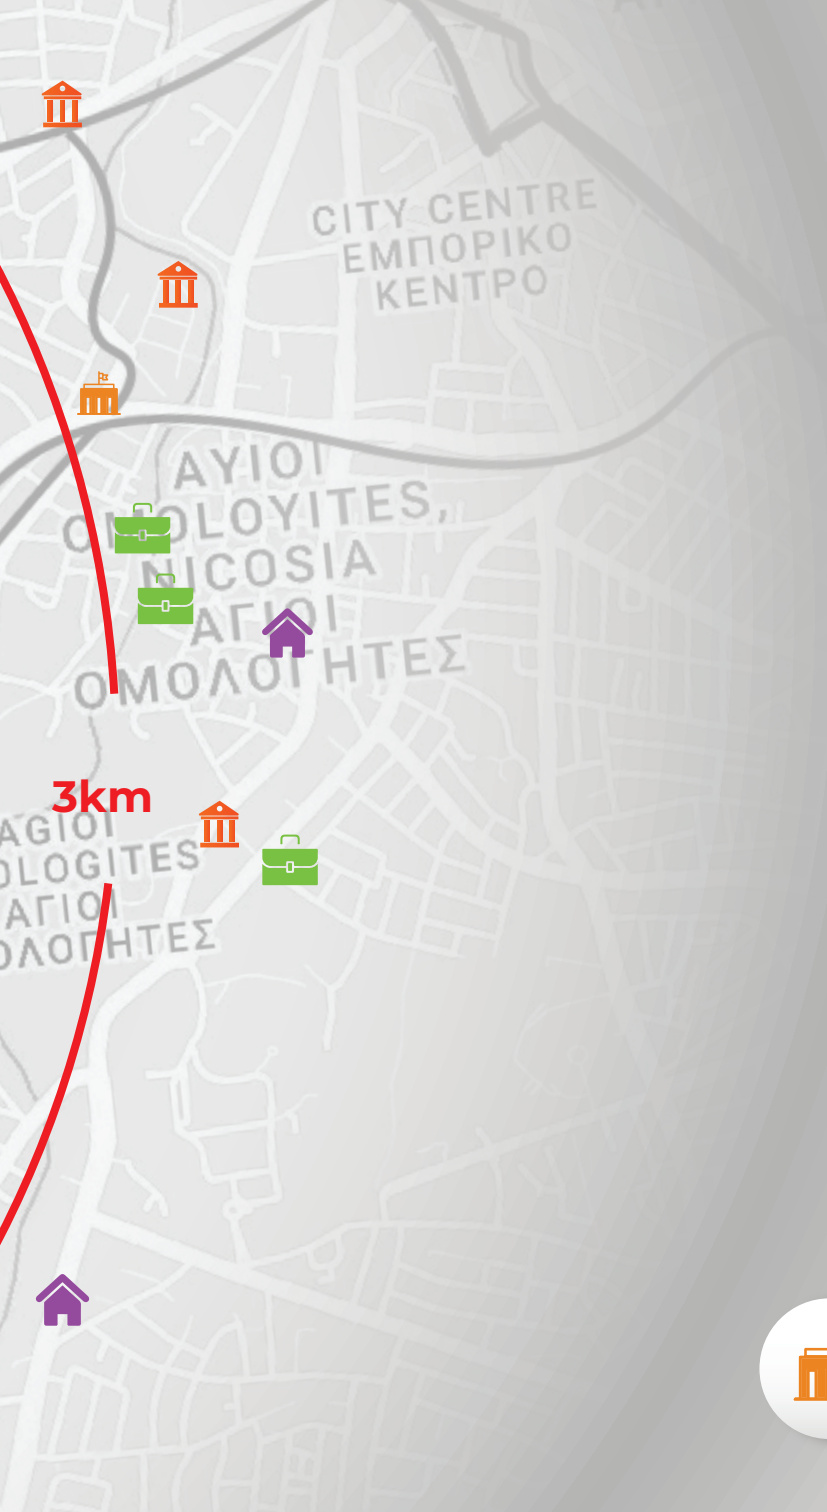 CITY CENTRE
ΕΜΠΟΡΙΚΟ
ΚΕΝΤΡΟ
AYIOI
OMOLOYITES,
NICOSIA
ΑΓΙΟΙ
ΟΜΟΛΟΓΗΤΕΣ
3km
AGIOI
OLOGITES
ΑΓΙΟΙ
ΟΛΟΓΗΤΕΣ